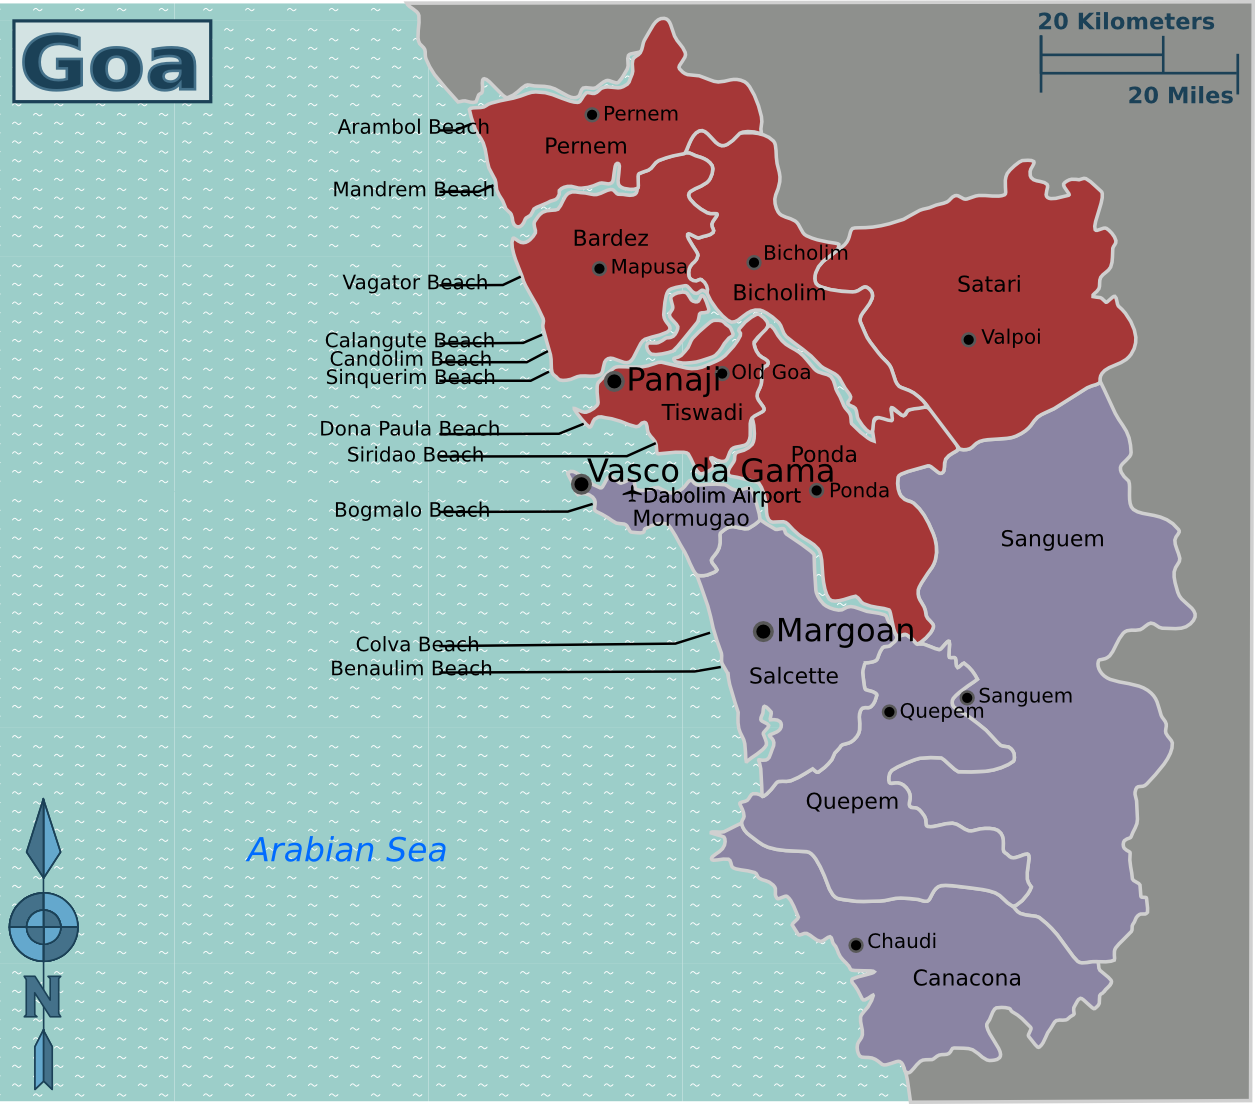 Goa
20 Kilometers
20 Miles
Pernem
Arambol Beach
Pernem
Mandrem Beach
Bardez
Bicholim
Mapusa
Vagator Beach
Satari
Bicholim
Calangute Beach
Valpoi
Candolim Beach
Sinquerim Beach
Panaji
Old Goa
Tiswadi
Dona Paula Beach
Siridao Beach
Ponda
Vasco da Gama
Ponda
Dabolim Airport
Bogmalo Beach
Mormugao
Sanguem
Margoan
Colva Beach
Benaulim Beach
Salcette
Sanguem
Quepem
Quepem
Arabian Sea
Chaudi
Canacona
N